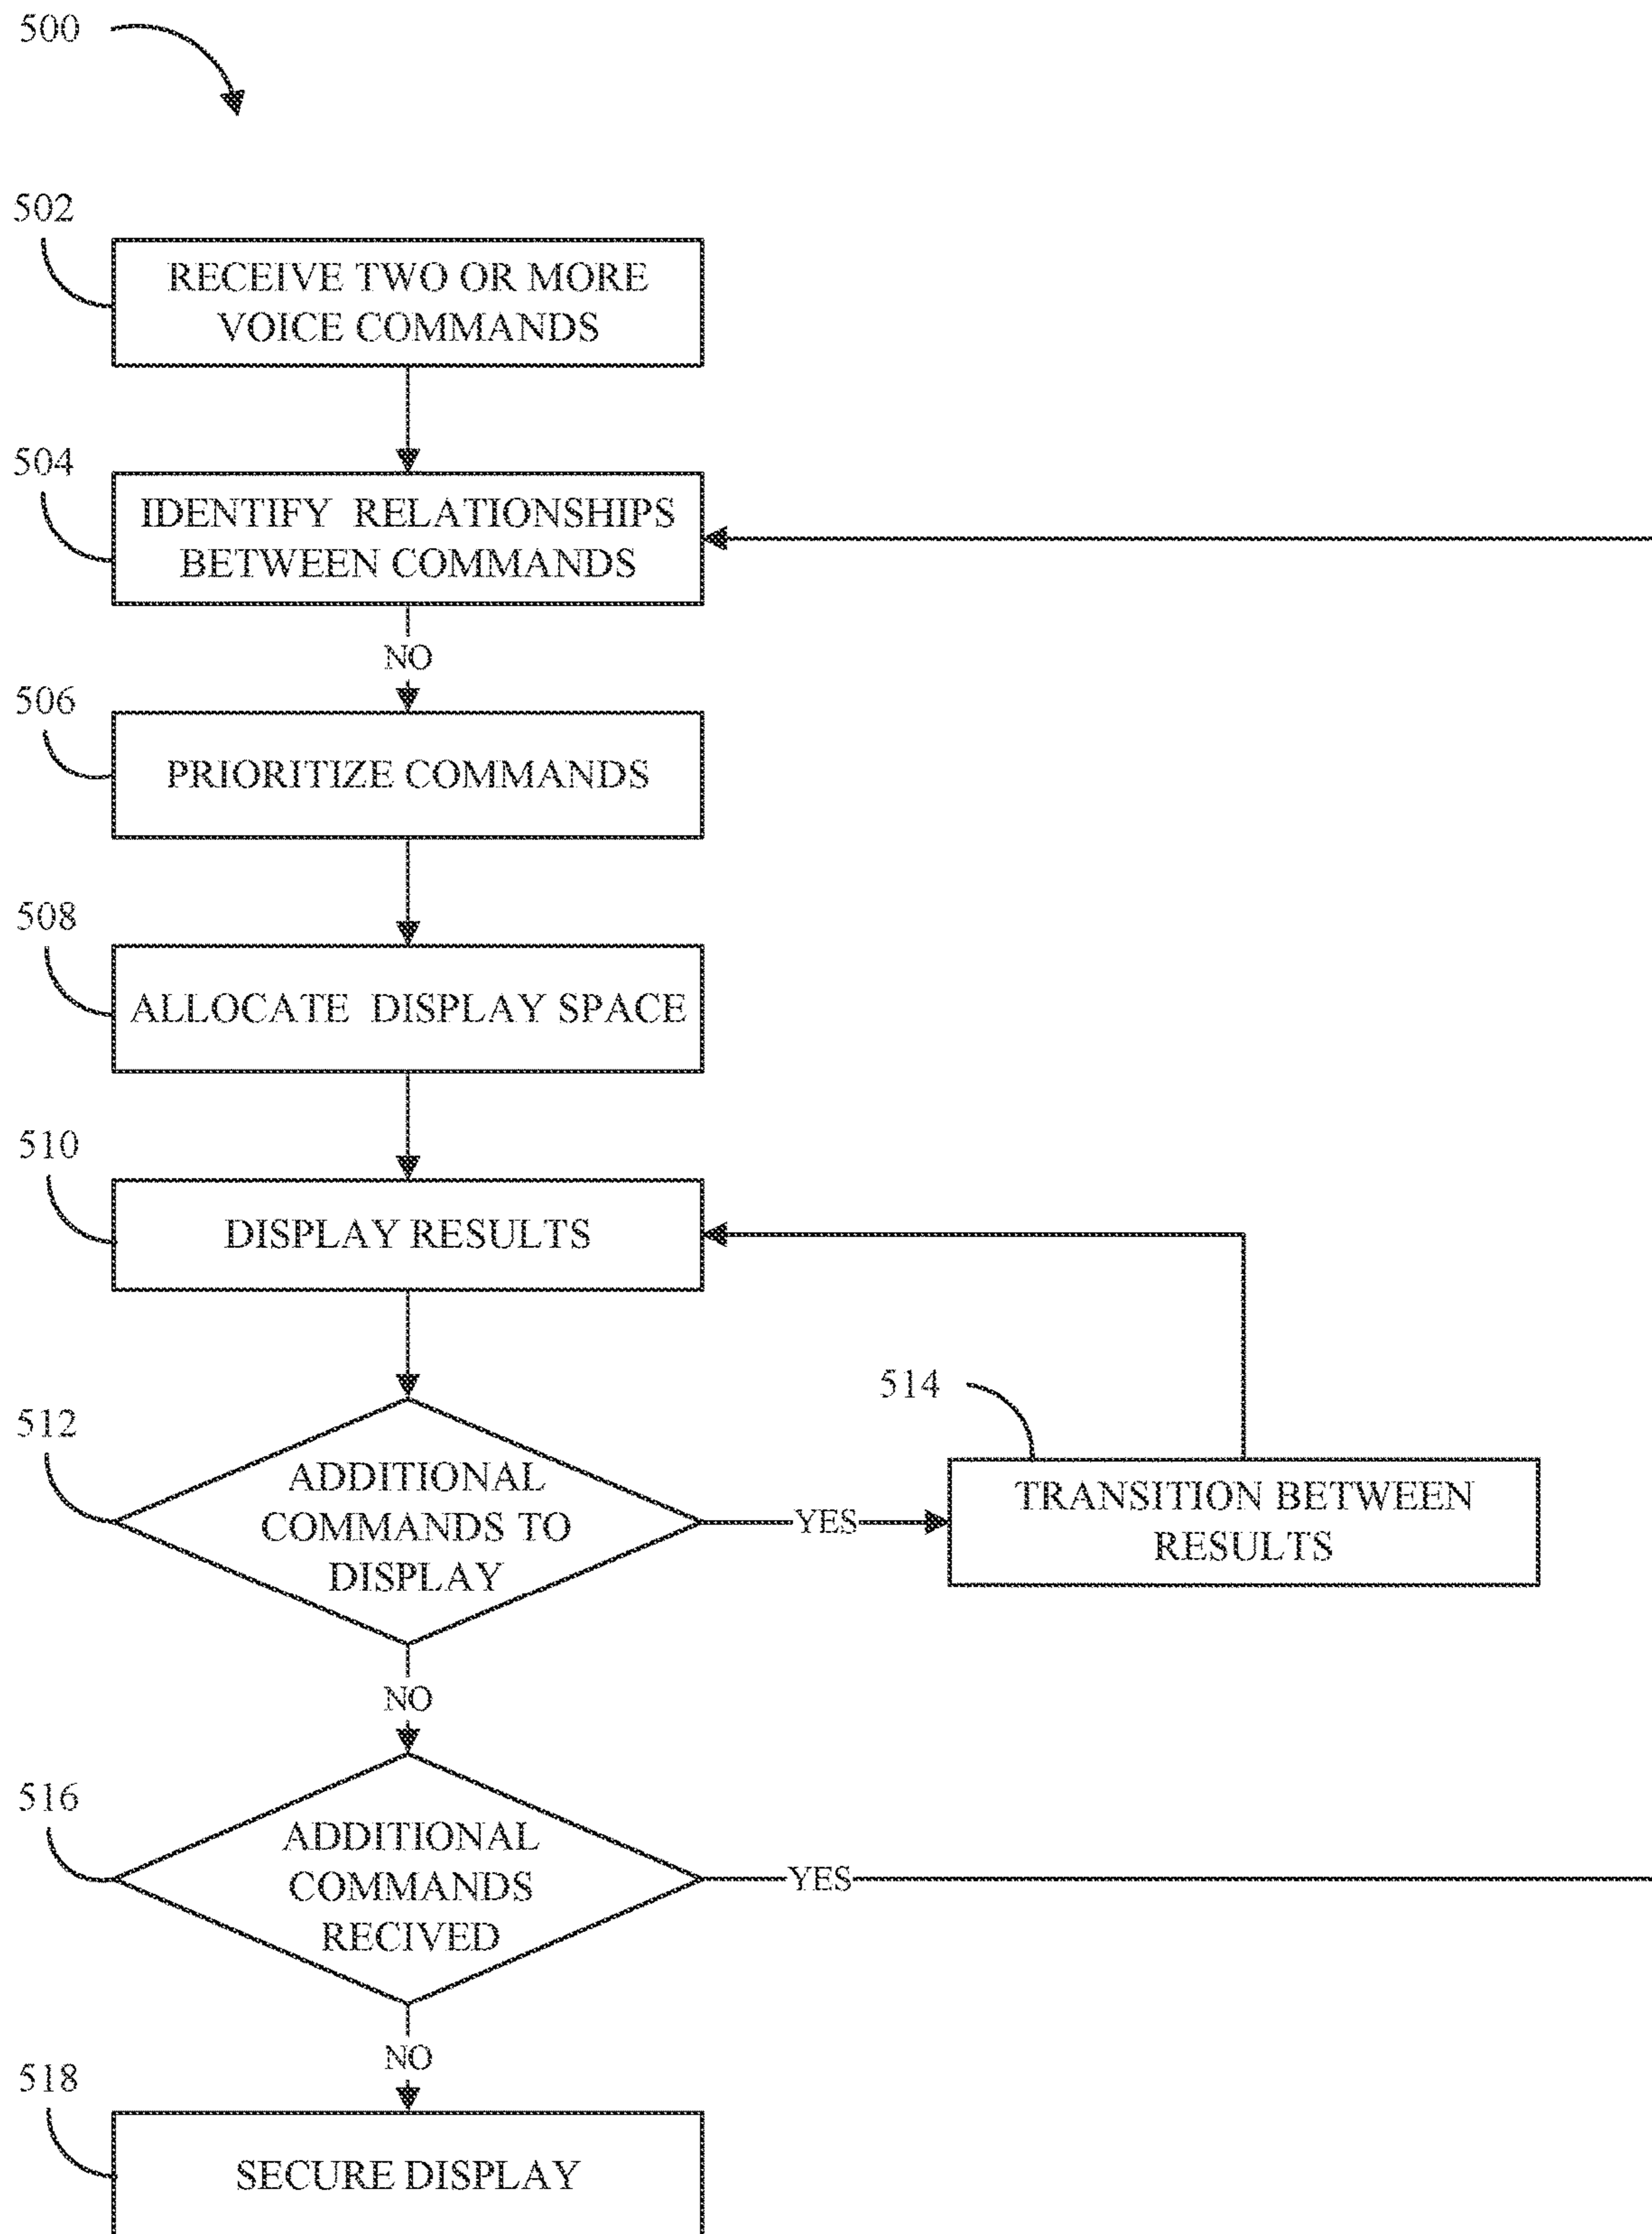 500
502
RECEIVE TWO OR MORE
VOICE COMMANDS
504
IDENTIFY RELATIONSHIPS
BETWEEN COMMANDS
NO
506
PRIORITIZE COMMANDS
508
ALLOCATE DISPLAY SPACE
510
DISPLAY RESULTS
512
ADDITIONAL
COMMANDS TO
DISPLAY
YES
514
TRANSITION BETWEEN
RESULTS
NO
516
ADDITIONAL
COMMANDS
RECIVED
YES
NO
518
SECURE DISPLAY